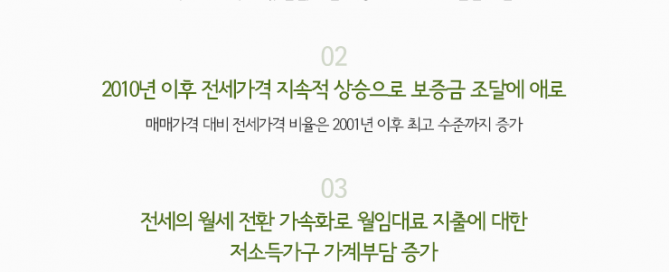 02
2010년 이후 전세가격 지속적 상승으로 보증금 조달에 애로
매매가격 대비 전세가격 비율은 2001년 이후 최고 수준까지 증가
03
전세의 월세 전환 가속화로 월임대료 지출에 대한
저소득가구 가계부담 증가